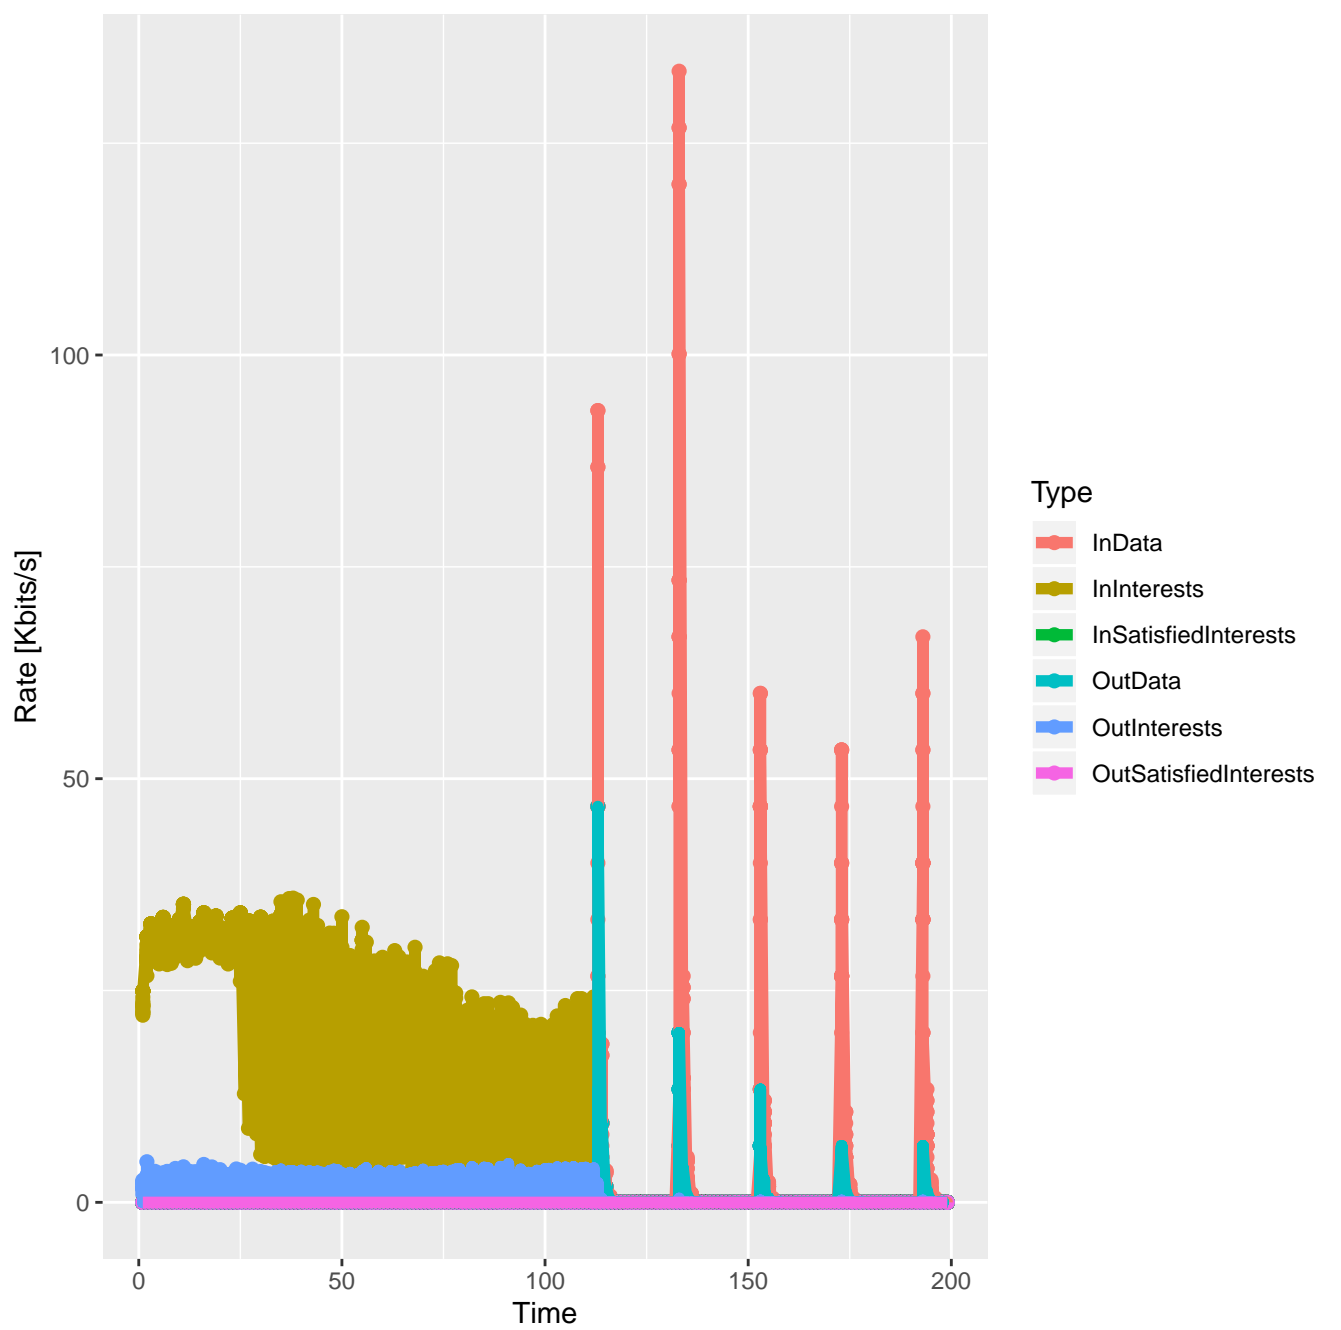 100
50
0
0
50
100
150
200
Time
Rate [Kbits/s]
Type
InData
InInterests
InSatisfiedInterests
OutData
OutInterests
OutSatisfiedInterests